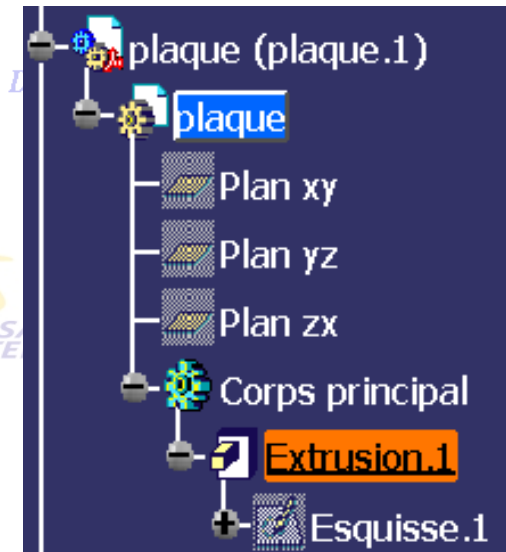 plaque (plaque.1)
plaque
Plan xy
Plan yz
Plan zx
Corps principal
Extrusion.1
Esquisse.1